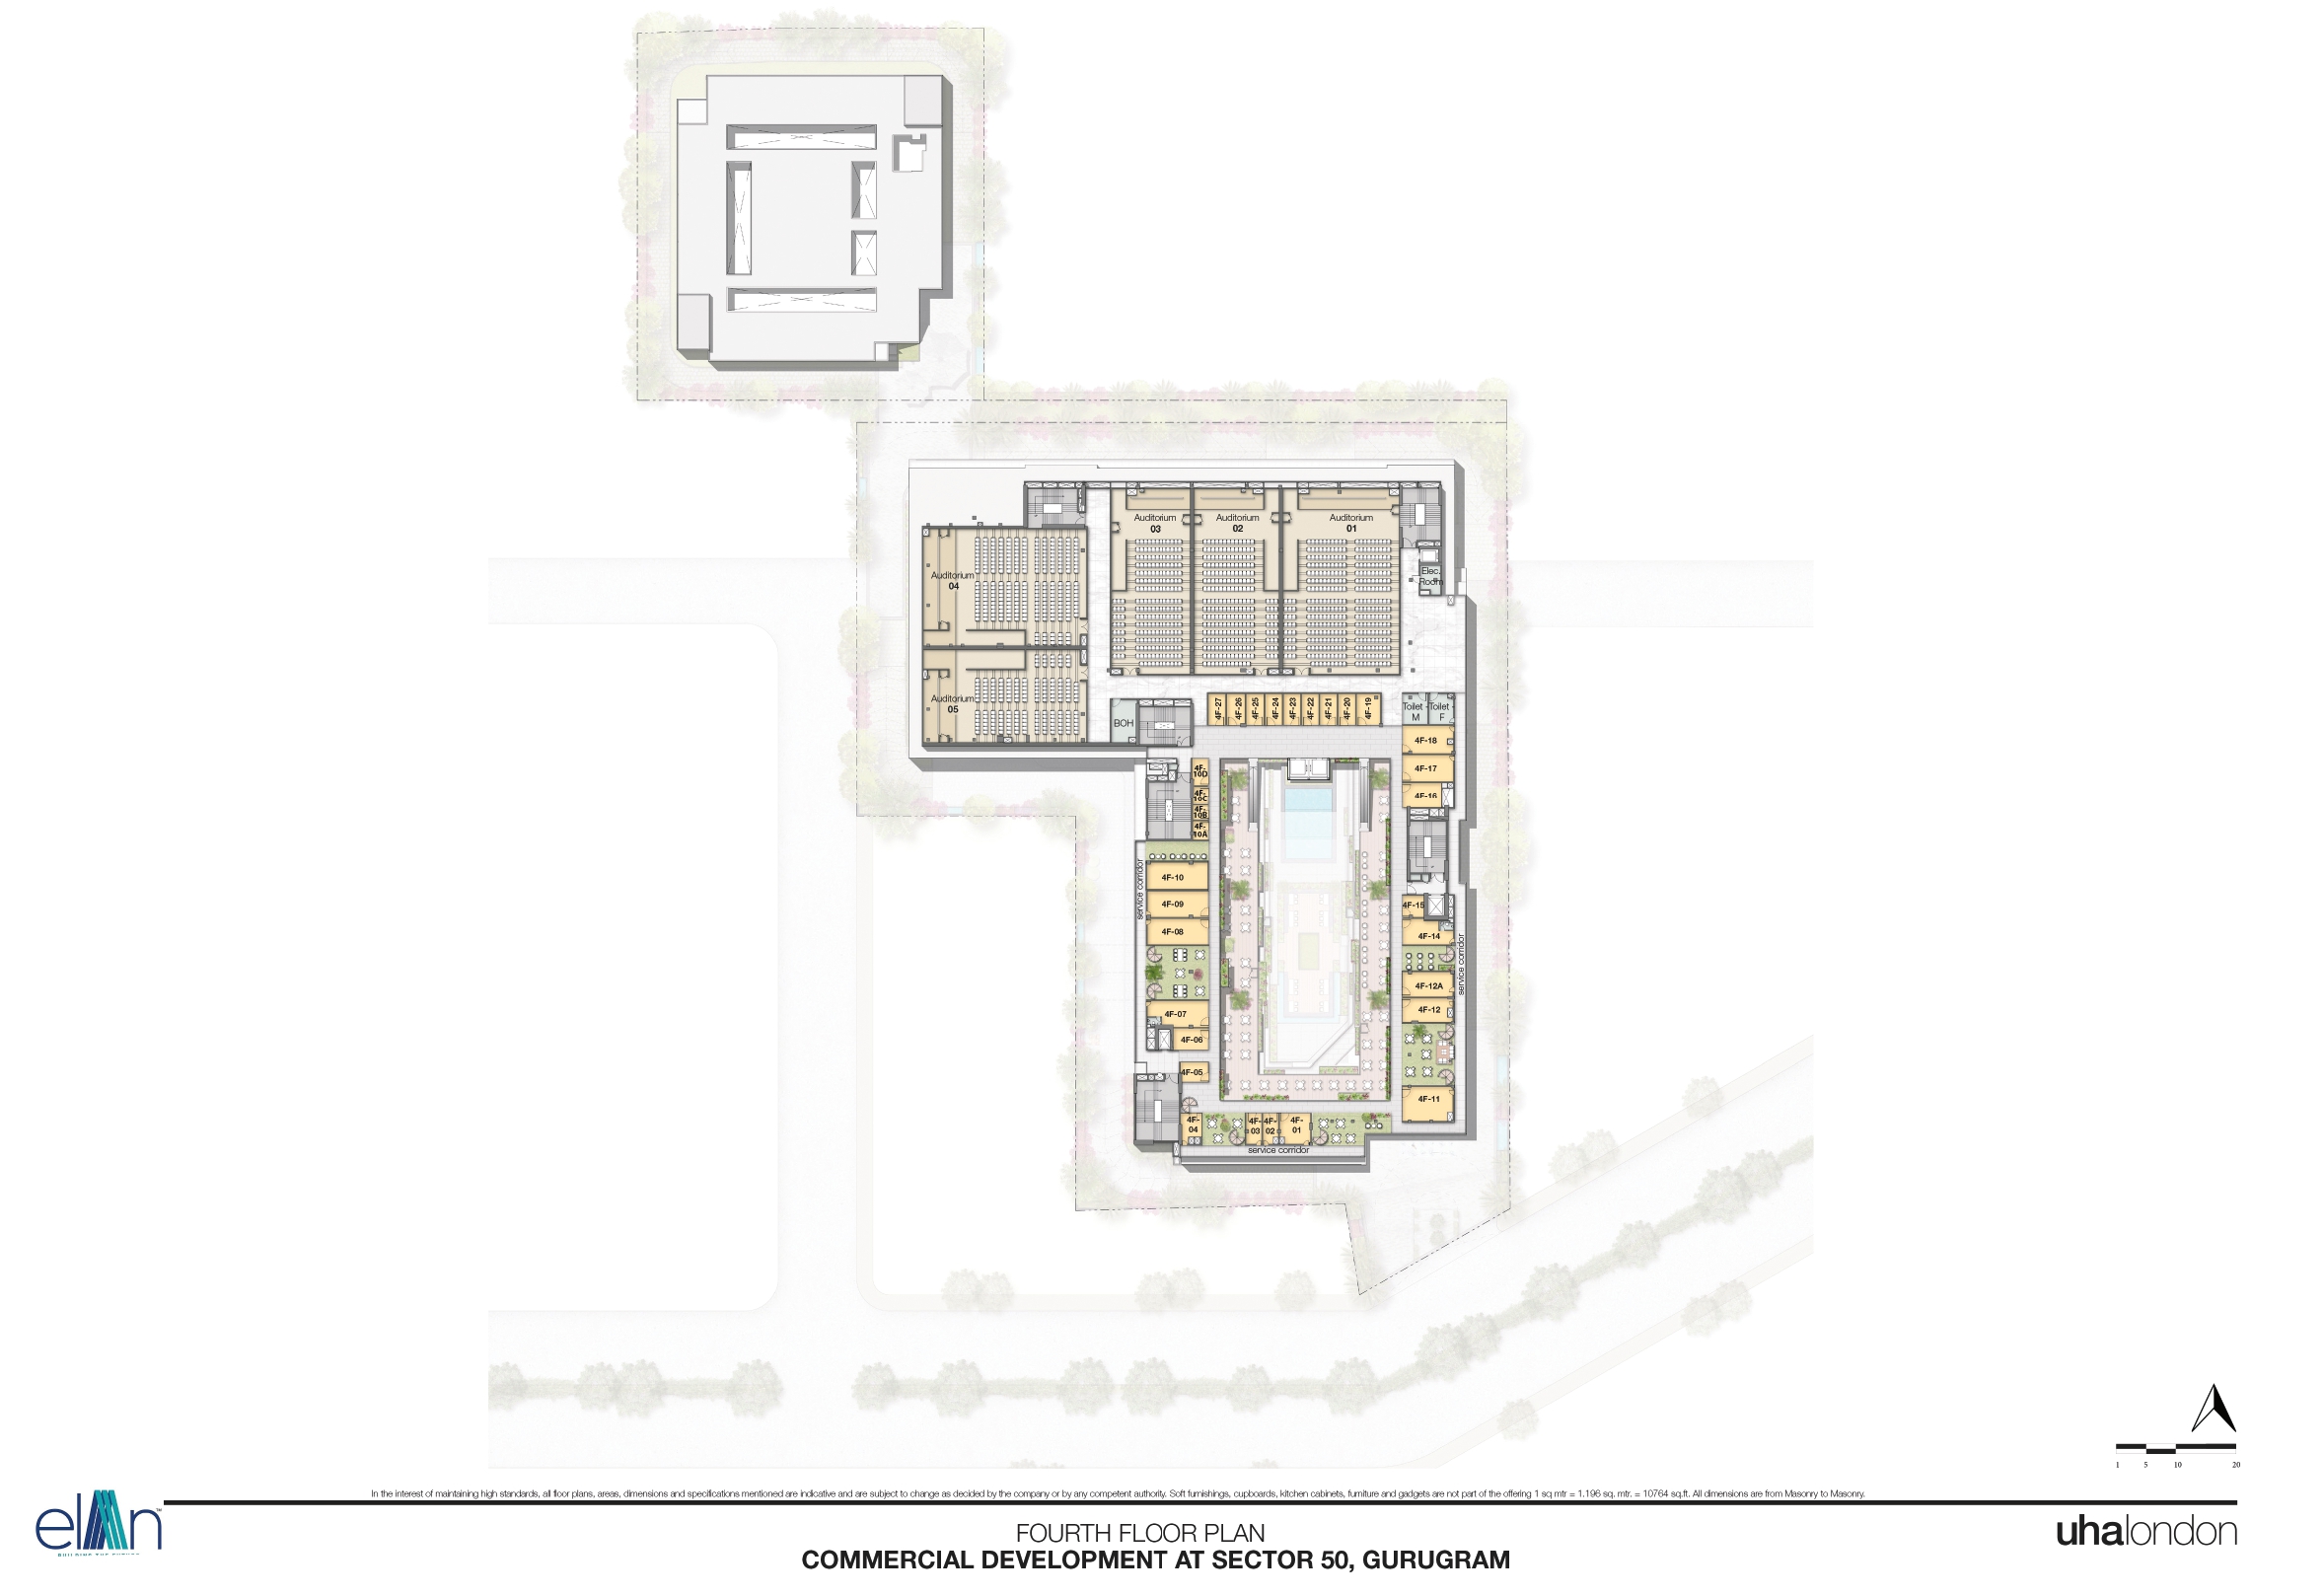 Auditorium
03
Auditorium
02
Auditorium
01
Auditorium
04
Elec.
Room
Auditorium
05
BOH
4F-27
4F-26
4F-25
4F-24
4F-23
4F-22
4F-21
4F-20
4F-19
Toilet -
M
Toilet -
F
4F-18
4F-17
4F-16
4F-
10D
4F-
10C
4F-
10B
4F-
10A
service corridor
4F-10
4F-09
4F-08
4F-07
4F-06
4F-05
4F-15
4F-14
service corridor
4F-12A
4F-12
4F-11
4F-
04
4F-
03
4F-
02
4F-
01
service corridor
1 5 10 20
In the interest of maintaining high standards, all floor plans, areas, dimensions and specifications mentioned are indicative and are subject to change as decided by the company or by any competent authority. Soft furnishings, cupboards, kitchen cabinets, furniture and gadgets are not part of the offering 1 sq mtr = 1.196 sq. mtr. = 10764 sq.ft. All dimensions are from Masonry to Masonry.
elan™
FOURTH FLOOR PLAN
COMMERCIAL DEVELOPMENT AT SECTOR 50, GURUGRAM
uhalondon